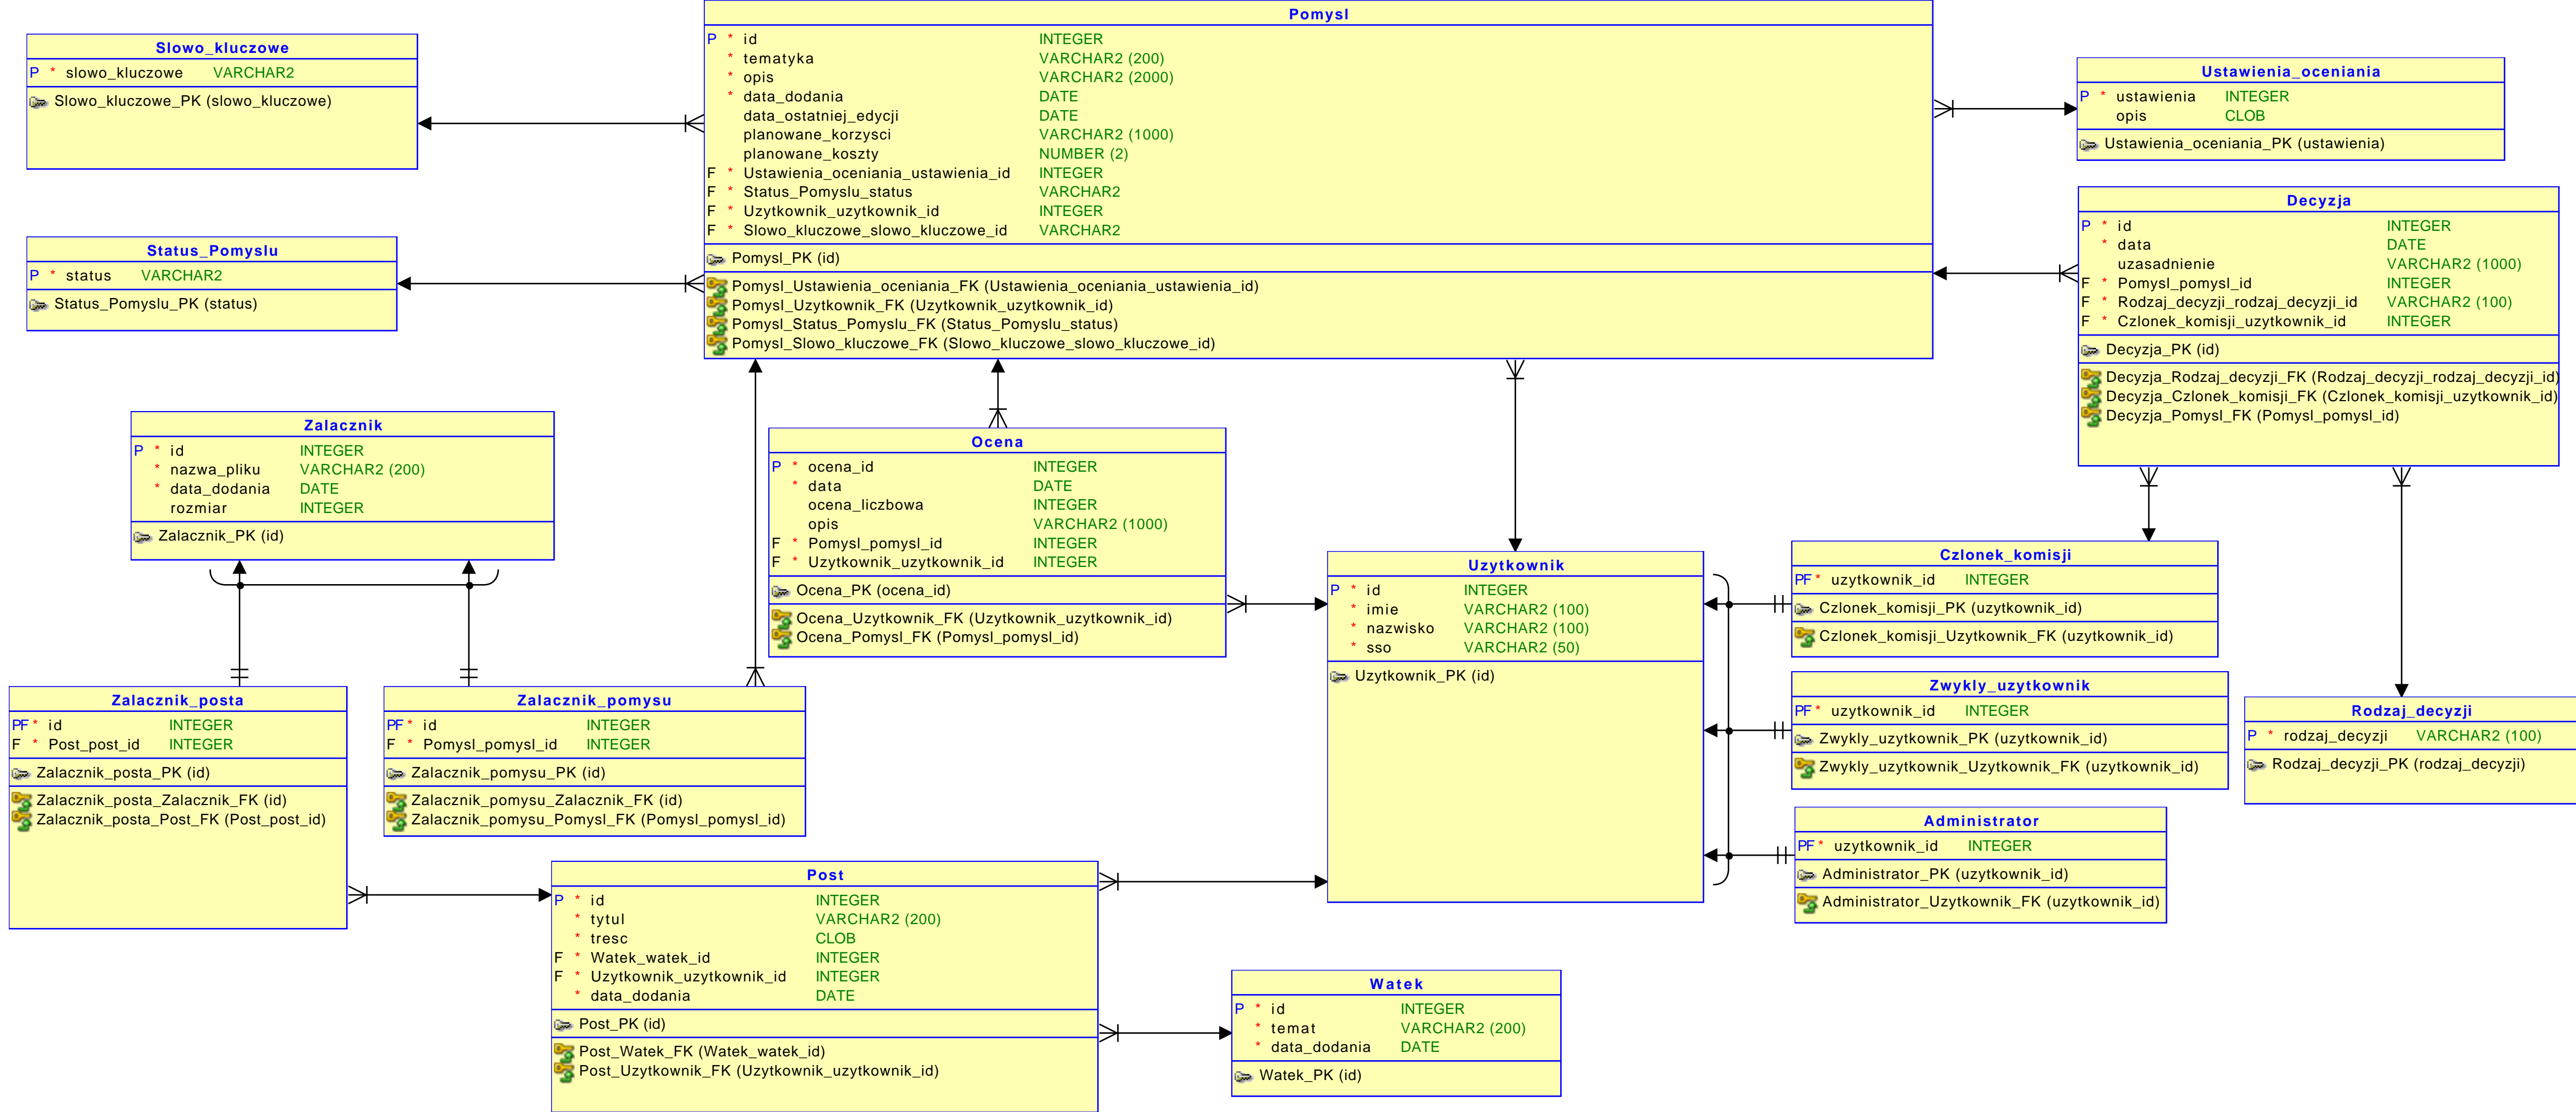 Pomysl
P * id INTEGER
* tematyka VARCHAR2 (200)
* opis VARCHAR2 (2000)
* data_dodania DATE
data_ostatniej_edycji DATE
planowane_korzysci VARCHAR2 (1000)
planowane_koszty NUMBER (2)
F * Ustawienia_oceniania_ustawienia_id INTEGER
F * Status_Pomyslu_status VARCHAR2
F * Uzytkownik_uzytkownik_id INTEGER
F * Slowo_kluczowe_slowo_kluczowe_id VARCHAR2
Pomysl_PK (id)
Pomysl_Ustawienia_oceniania_FK (Ustawienia_oceniania_ustawienia_id)
Pomysl_Uzytkownik_FK (Uzytkownik_uzytkownik_id)
Pomysl_Status_Pomyslu_FK (Status_Pomyslu_status)
Pomysl_Slowo_kluczowe_FK (Slowo_kluczowe_slowo_kluczowe_id)
Slowo_kluczowe
P * slowo_kluczowe VARCHAR2
Slowo_kluczowe_PK (slowo_kluczowe)
Ustawienia_oceniania
P * ustawienia INTEGER
opis CLOB
Ustawienia_oceniania_PK (ustawienia)
Status_Pomyslu
P * status VARCHAR2
Status_Pomyslu_PK (status)
Decyzja
P * id INTEGER
* data DATE
uzasadnienie VARCHAR2 (1000)
F * Pomysl_pomysl_id INTEGER
F * Rodzaj_decyzji_rodzaj_decyzji_id VARCHAR2 (100)
F * Czlonek_komisji_uzytkownik_id INTEGER
Decyzja_PK (id)
Decyzja_Rodzaj_decyzji_FK (Rodzaj_decyzji_rodzaj_decyzji_id)
Decyzja_Czlonek_komisji_FK (Czlonek_komisji_uzytkownik_id)
Decyzja_Pomysl_FK (Pomysl_pomysl_id)
Zalacznik
P * id INTEGER
* nazwa_pliku VARCHAR2 (200)
* data_dodania DATE
rozmiar INTEGER
Zalacznik_PK (id)
Ocena
P * ocena_id INTEGER
* data DATE
ocena_liczbowa INTEGER
opis VARCHAR2 (1000)
F * Pomysl_pomysl_id INTEGER
F * Uzytkownik_uzytkownik_id INTEGER
Ocena_PK (ocena_id)
Ocena_Uzytkownik_FK (Uzytkownik_uzytkownik_id)
Ocena_Pomysl_FK (Pomysl_pomysl_id)
Uzytkownik
P * id INTEGER
* imie VARCHAR2 (100)
* nazwisko VARCHAR2 (100)
* sso VARCHAR2 (50)
Uzytkownik_PK (id)
Czlonek_komisji
PF * uzytkownik_id INTEGER
Czlonek_komisji_PK (uzytkownik_id)
Czlonek_komisji_Uzytkownik_FK (uzytkownik_id)
Zwykly_uzytkownik
PF * uzytkownik_id INTEGER
Zwykly_uzytkownik_PK (uzytkownik_id)
Zwykly_uzytkownik_Uzytkownik_FK (uzytkownik_id)
Rodzaj_decyzji
P * rodzaj_decyzji VARCHAR2 (100)
Rodzaj_decyzji_PK (rodzaj_decyzji)
Administrator
PF * uzytkownik_id INTEGER
Administrator_PK (uzytkownik_id)
Administrator_Uzytkownik_FK (uzytkownik_id)
Zalacznik_posta
PF * id INTEGER
F * Post_post_id INTEGER
Zalacznik_posta_PK (id)
Zalacznik_posta_Zalacznik_FK (id)
Zalacznik_posta_Post_FK (Post_post_id)
Zalacznik_pomysu
PF * id INTEGER
F * Pomysl_pomysl_id INTEGER
Zalacznik_pomysu_PK (id)
Zalacznik_pomysu_Zalacznik_FK (id)
Zalacznik_pomysu_Pomysl_FK (Pomysl_pomysl_id)
Post
P * id INTEGER
* tytul VARCHAR2 (200)
* tresc CLOB
F * Watek_watek_id INTEGER
F * Uzytkownik_uzytkownik_id INTEGER
* data_dodania DATE
Post_PK (id)
Post_Watek_FK (Watek_watek_id)
Post_Uzytkownik_FK (Uzytkownik_uzytkownik_id)
Watek
P * id INTEGER
* temat VARCHAR2 (200)
* data_dodania DATE
Watek_PK (id)